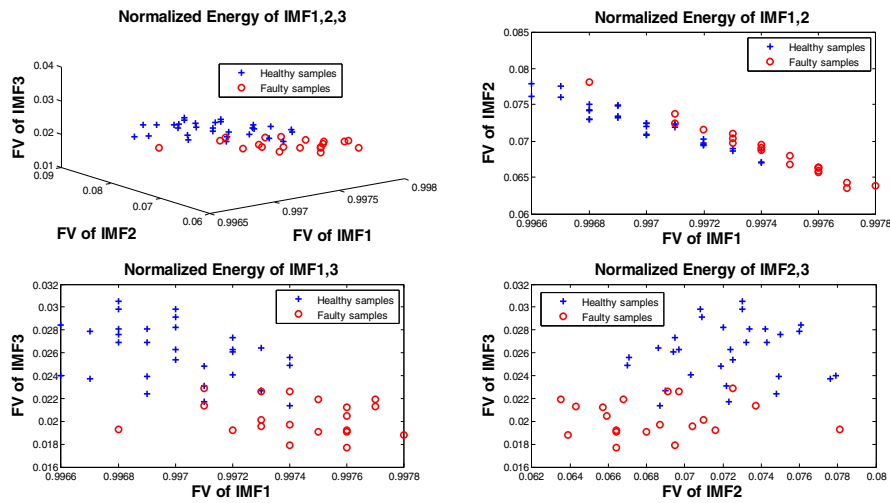 Normalized Energy of IMF1,2,3
Healthy samples
Faulty samples
FV of IMF3
0.04
0.03
0.02
0.01
0.09
0.08
0.07
0.06
FV of IMF2
0.9965
0.997
0.9975
0.998
FV of IMF1
Normalized Energy of IMF1,2
Healthy samples
Faulty samples
FV of IMF2
0.085
0.08
0.075
0.07
0.065
0.06
0.9966 0.9968 0.997 0.9972 0.9974 0.9976 0.9978
FV of IMF1
Normalized Energy of IMF1,3
Healthy samples
Faulty samples
FV of IMF3
0.032
0.03
0.028
0.026
0.024
0.022
0.02
0.018
0.016
0.9966 0.9968 0.997 0.9972 0.9974 0.9976 0.9978
FV of IMF1
Normalized Energy of IMF2,3
Healthy samples
Faulty samples
FV of IMF3
0.032
0.03
0.028
0.026
0.024
0.022
0.02
0.018
0.016
0.062 0.064 0.066 0.068 0.07 0.072 0.074 0.076 0.078 0.08
FV of IMF2